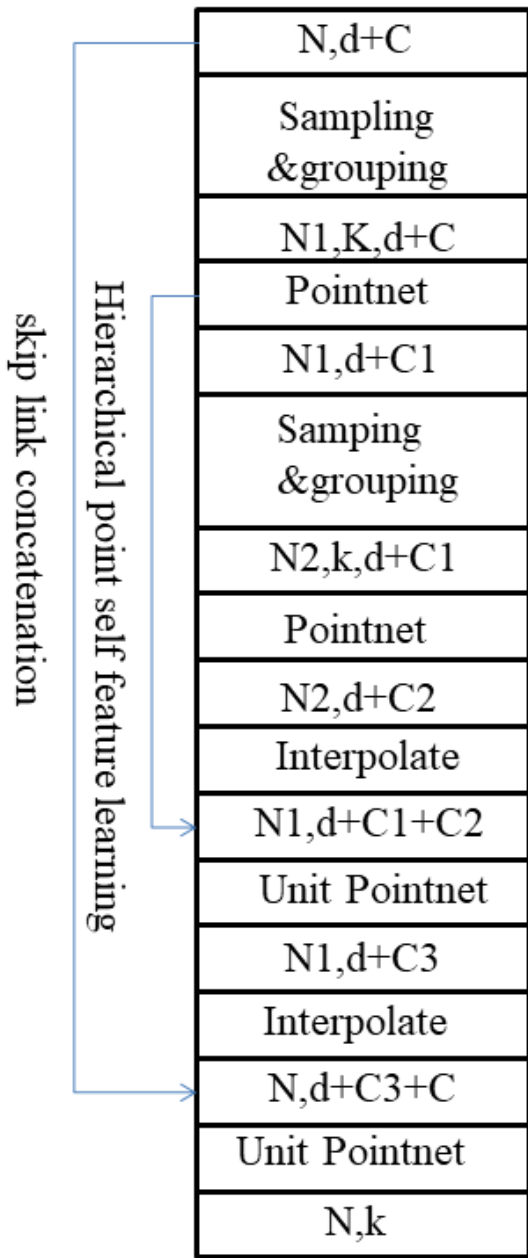 N,d+C
Sampling
&grouping
N1,K,d+C
Pointnet
N1,d+C1
Samping
&grouping
N2,k,d+C1
Pointnet
N2,d+C2
Interpolate
N1,d+C1+C2
Unit Pointnet
N1,d+C3
Interpolate
N,d+C3+C
Unit Pointnet
N,k
Hierarchical point self feature learning
skip link concatenation